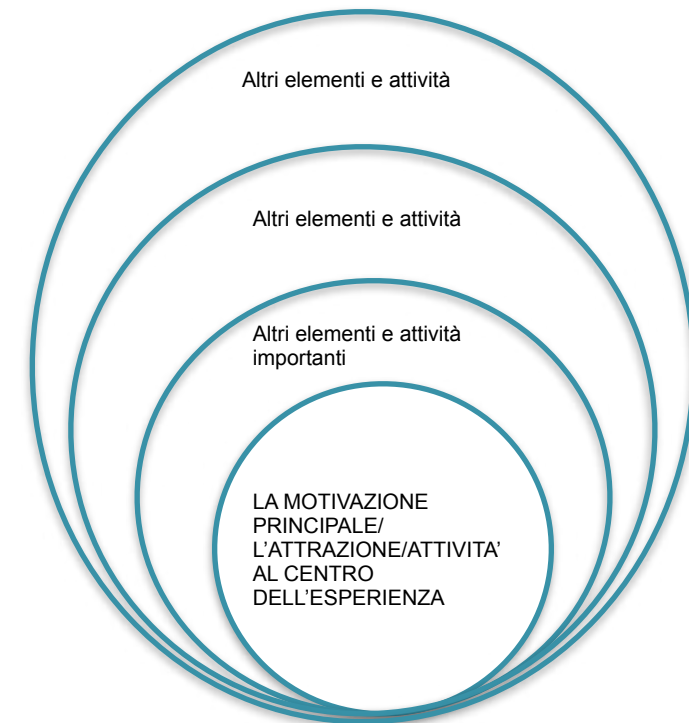 Altri elementi e attività
Altri elementi e attività
Altri elementi e attività
importanti
LA MOTIVAZIONE
PRINCIPALE/
L’ATTRAZIONE/ATTIVITA’
AL CENTRO
DELL’ESPERIENZA